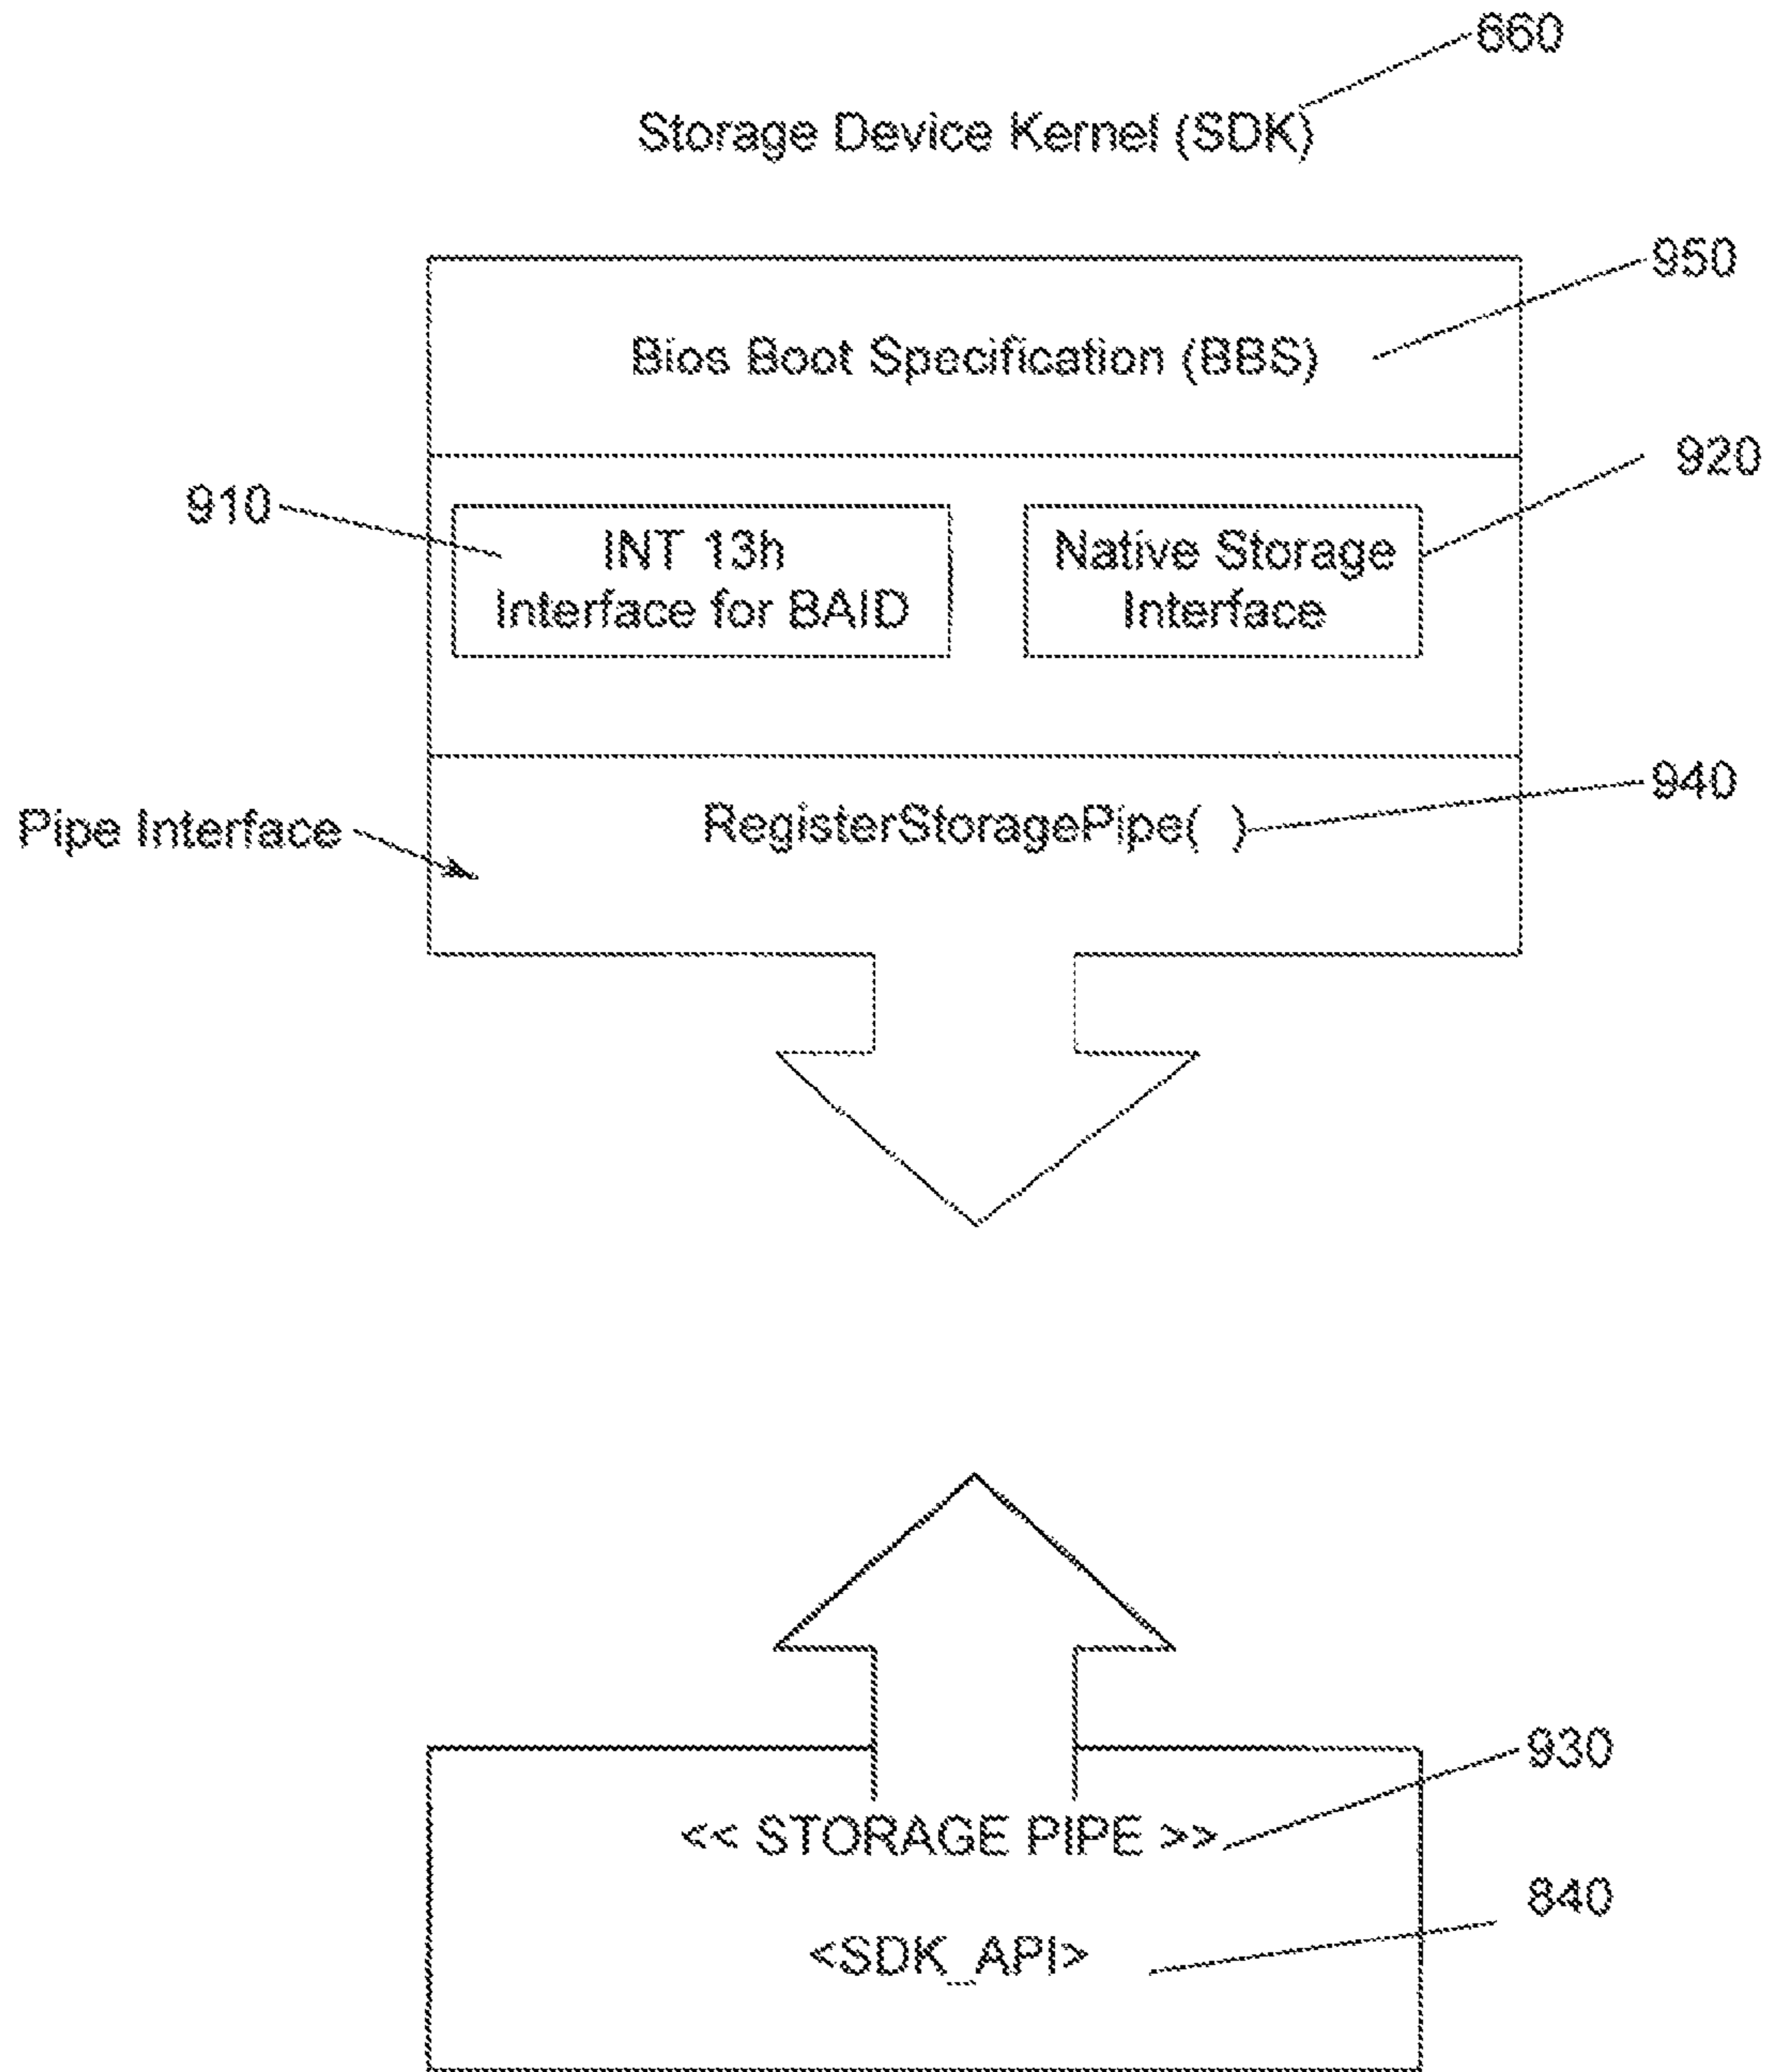 660
Storage Device Kernel (SDK)
950
Bios Boot Specification (BBS)
920
910
INT 13h
Interface for BAID
Native Storage
Interface
940
Pipe Interface
RegisterStoragePipe( )
930
<< STORAGE PIPE >>
840
<SDK_API>